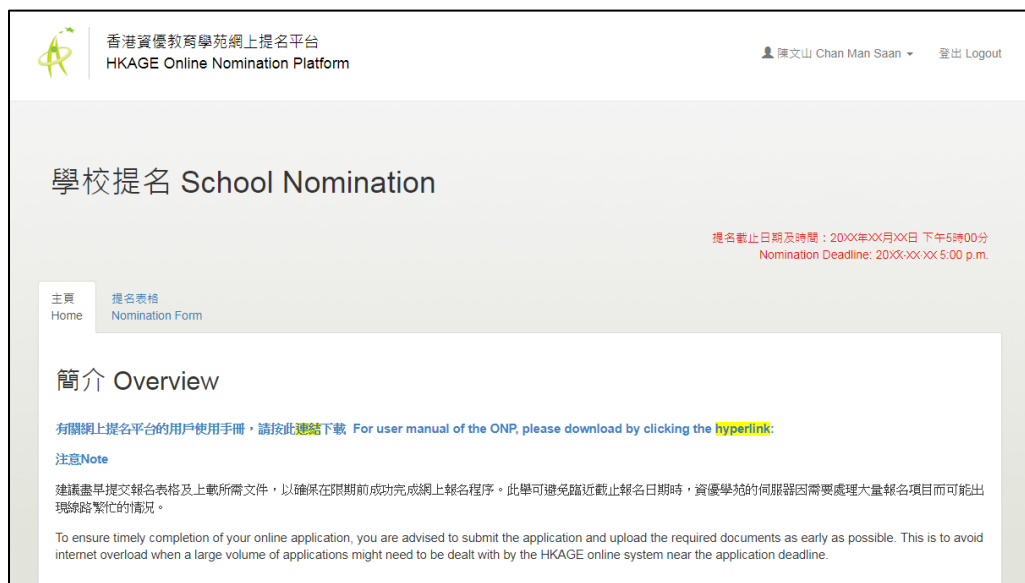 香港資優教育學苑網上提名平台
HKAGE Online Nomination Platform
陳文山 Chan Man Saan
登出 Logout
學校提名 School Nomination
提名截止日期及時間：20XX年XX月XX日 下午5時00分
Nomination Deadline: 20XX-XX-XX 5:00 p.m.
主頁
Home
提名表格
Nomination Form
簡介 Overview
有關網上提名平台的用戶使用手冊，請按此連結下載 For user manual of the ONP, please download by clicking the hyperlink:
注意Note
建議盡早提交報名表格及上載所需文件，以確保在限期前成功完成網上報名程序。此舉可避免臨近截止報名日期時，資優學苑的伺服器因需要處理大量報名項目而可能出
現線路繁忙的情況。
To ensure timely completion of your online application, you are advised to submit the application and upload the required documents as early as possible. This is to avoid
internet overload when a large volume of applications might need to be dealt with by the HKAGE online system near the application deadline.